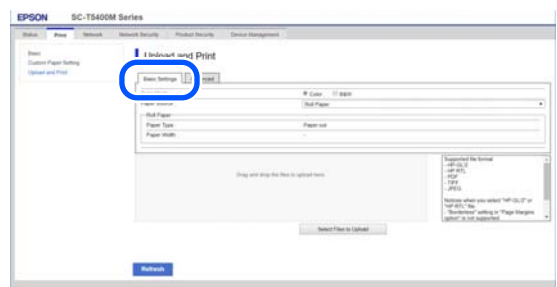 EPSON SC-T5400M Series
Status Print Network Network Security Product Security Device Management
Basic
Custom Paper Setting
Upload and Print
Upload and Print
Basic Settings
Color B&W
Roll Paper
Roll Paper
Paper Type Paper out
Paper Width -
Drag and drop the files to upload here.
Supported file format
- HP-GL/2
- HP RTL
- PDF
- TIFF
- JPEG
Notices when you select "HP-GL/2" or
"HP RTL" file.
- "Borderless" setting in "Page Margins
option" is not supported.
Select Files to Upload
Refresh